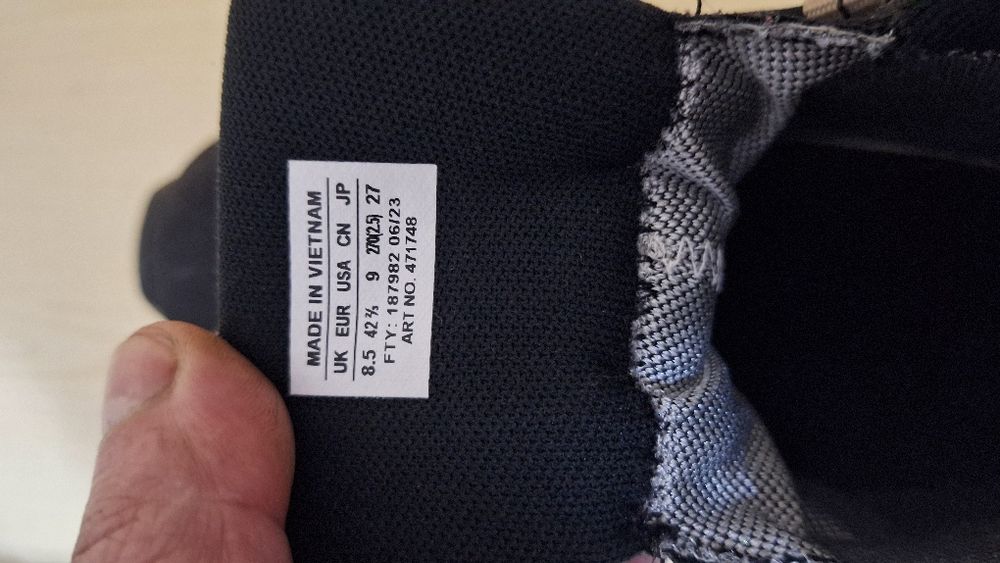 MADE IN VIETNAM
UK EUR USA CN JP
8.5 42⅔ 9 270(2.5) 27
FTY: 187982 06/23
ART NO. 471748